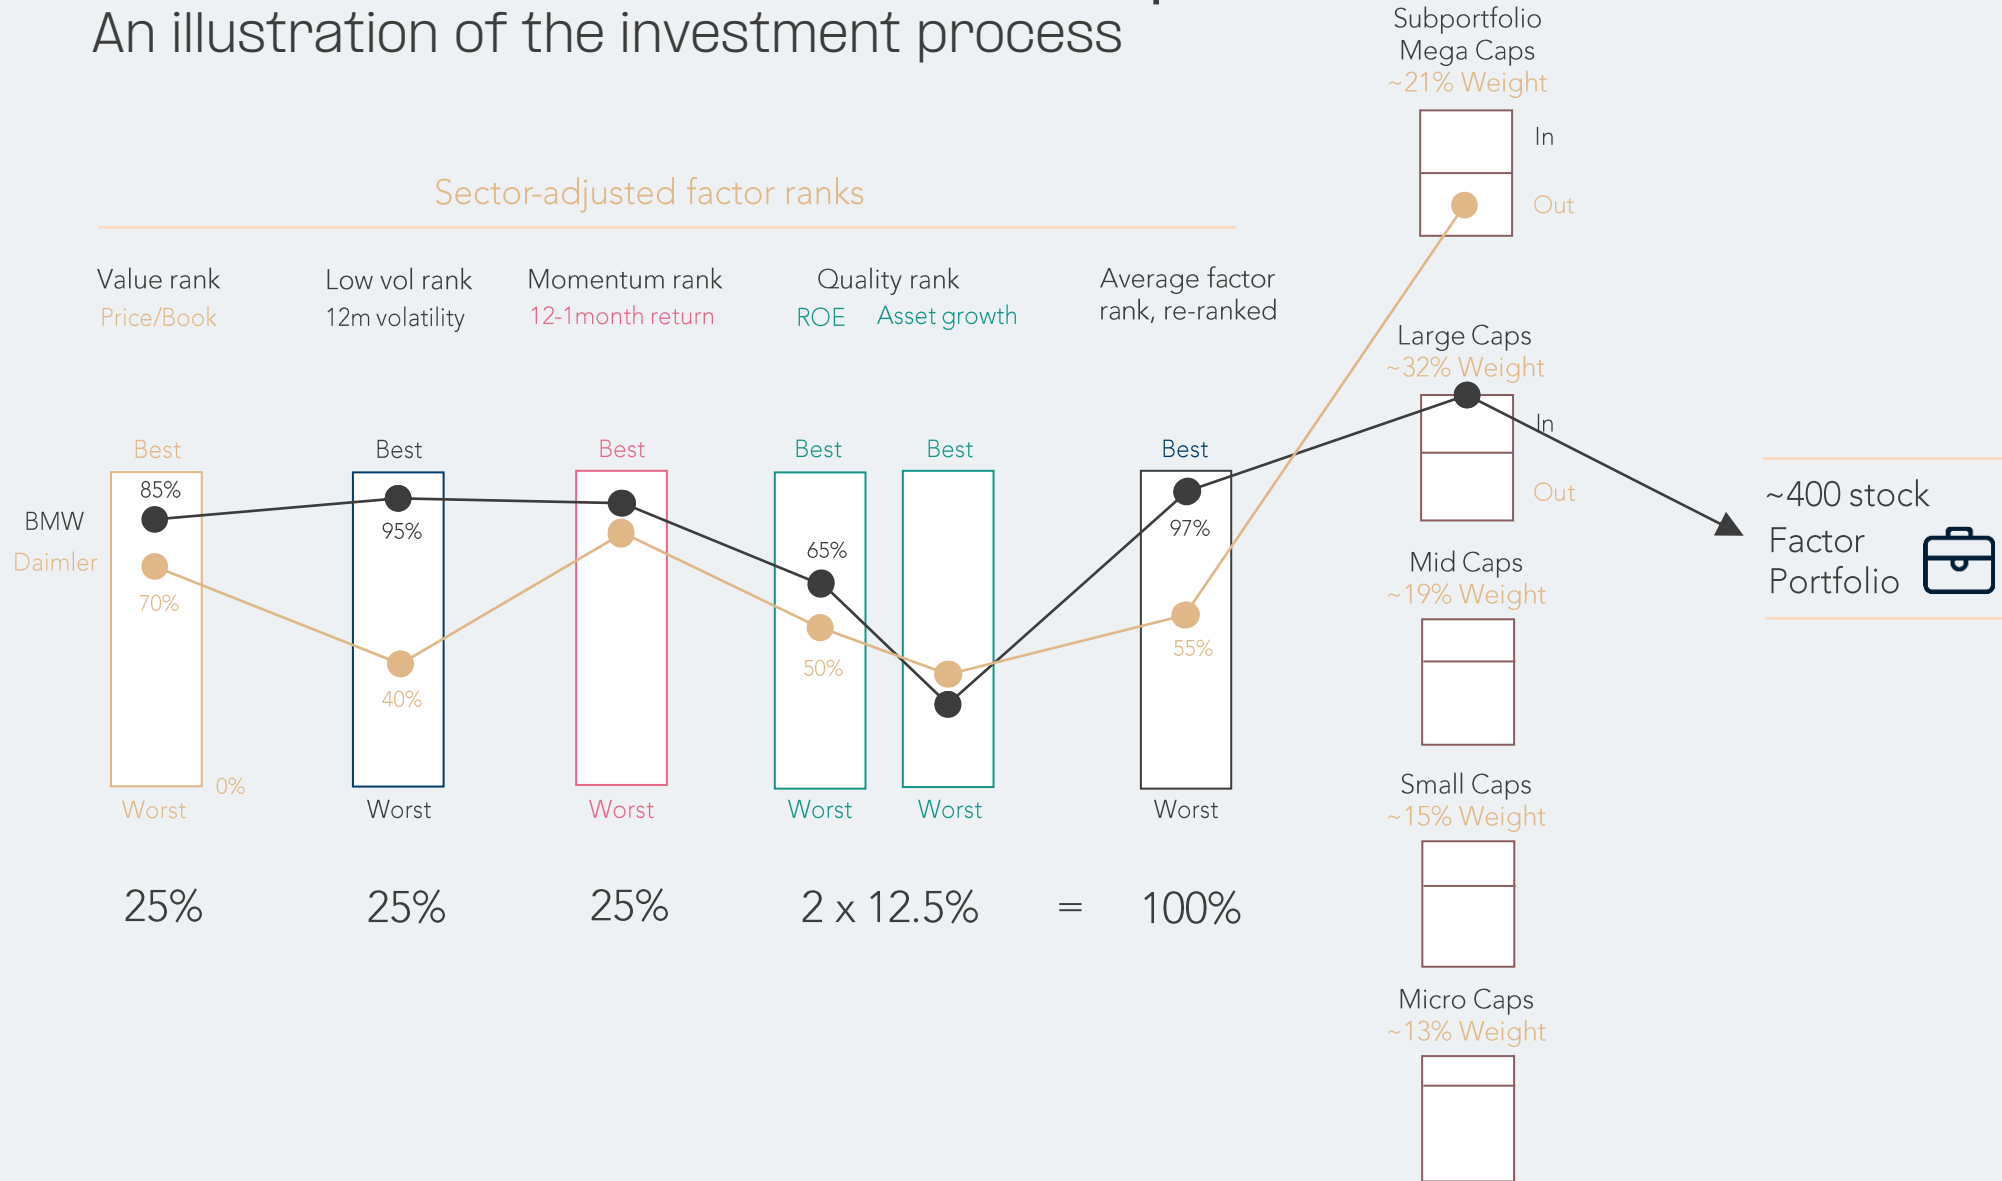 An illustration of the investment process
Subportfolio
Mega Caps
~21% Weight
In
Out
Sector-adjusted factor ranks
Value rank
Price/Book
Low vol rank
12m volatility
Momentum rank
12-1month return
Quality rank
ROE Asset growth
Average factor
rank, re-ranked
Large Caps
~32% Weight
In
Out
Best
Best
Best
Best
Best
Best
BMW
Daimler
85%
70%
95%
40%
65%
50%
97%
55%
0%
Worst
Worst
Worst
Worst
Worst
Worst
25%
25%
25%
2 x 12.5%
=
100%
Mid Caps
~19% Weight
Small Caps
~15% Weight
Micro Caps
~13% Weight
~400 stock
Factor
Portfolio